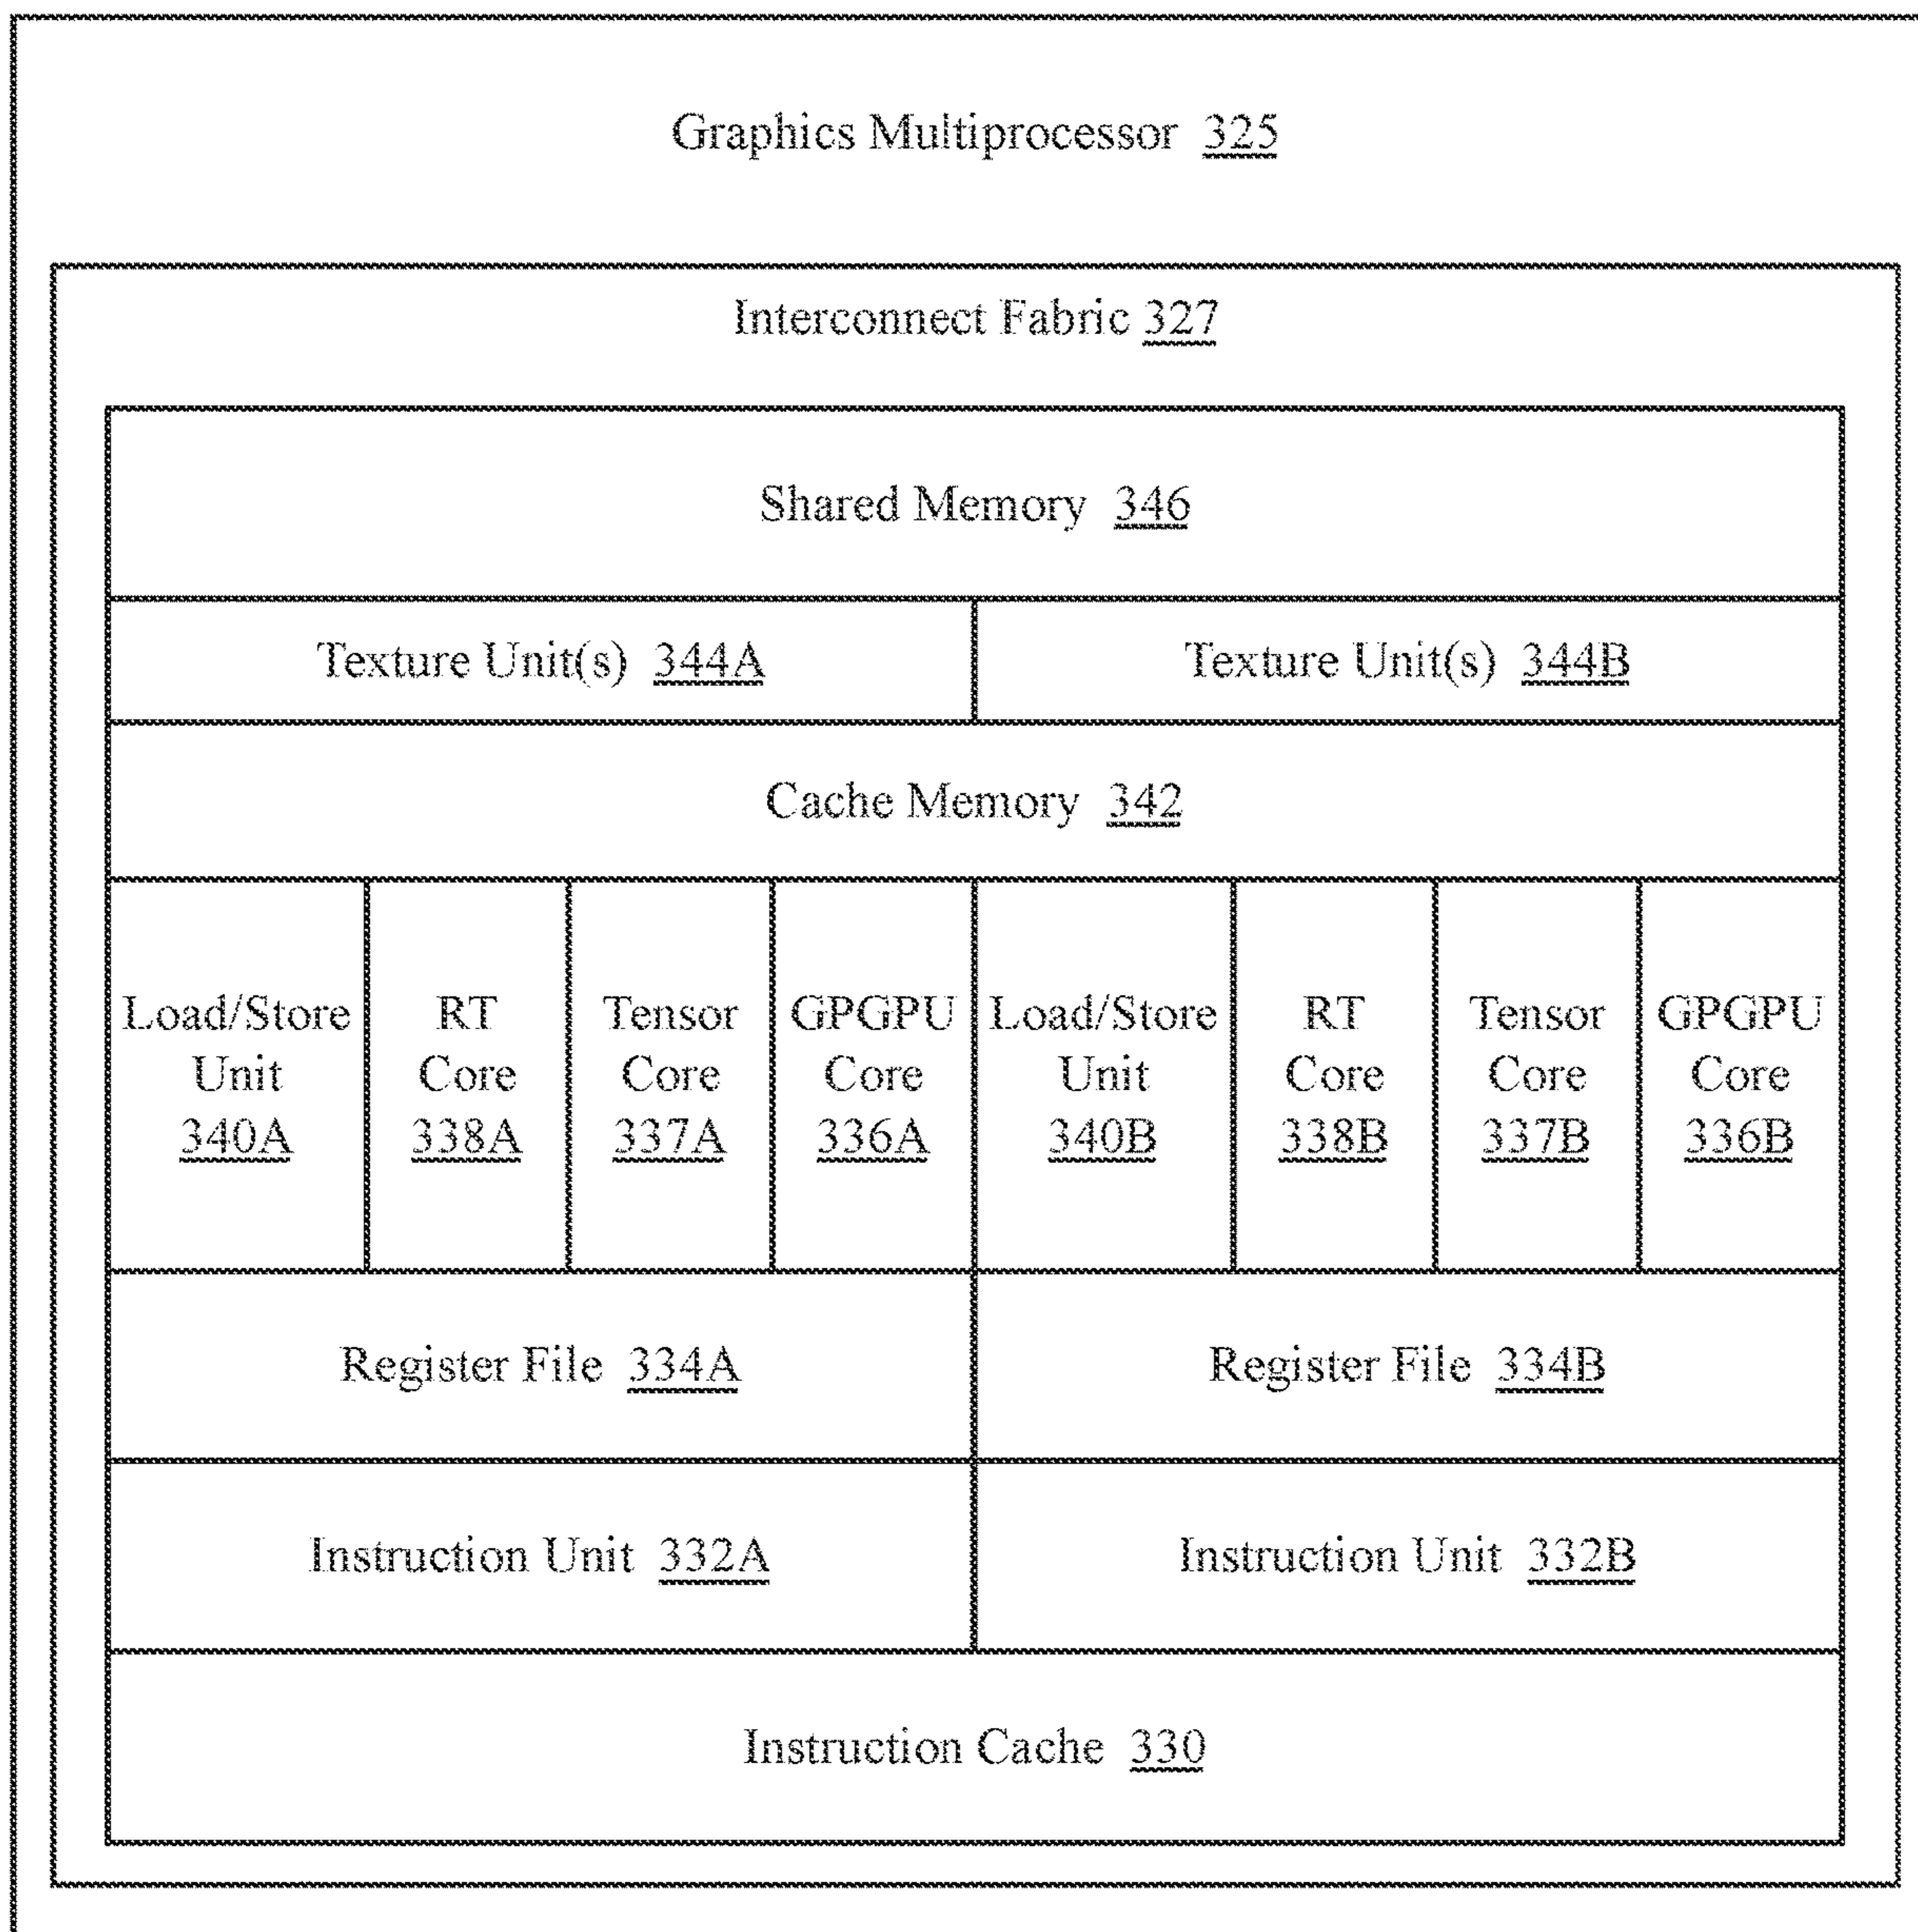 Graphics Multiprocessor 325
Interconnect Fabric 327
Shared Memory 346
Texture Unit(s) 344A
Texture Unit(s) 344B
Cache Memory 342
Load/Store
Unit
340A
RT
Core
338A
Tensor
Core
337A
GPGPU
Core
336A
Load/Store
Unit
340B
RT
Core
338B
Tensor
Core
337B
GPGPU
Core
336B
Register File 334A
Register File 334B
Instruction Unit 332A
Instruction Unit 332B
Instruction Cache 330